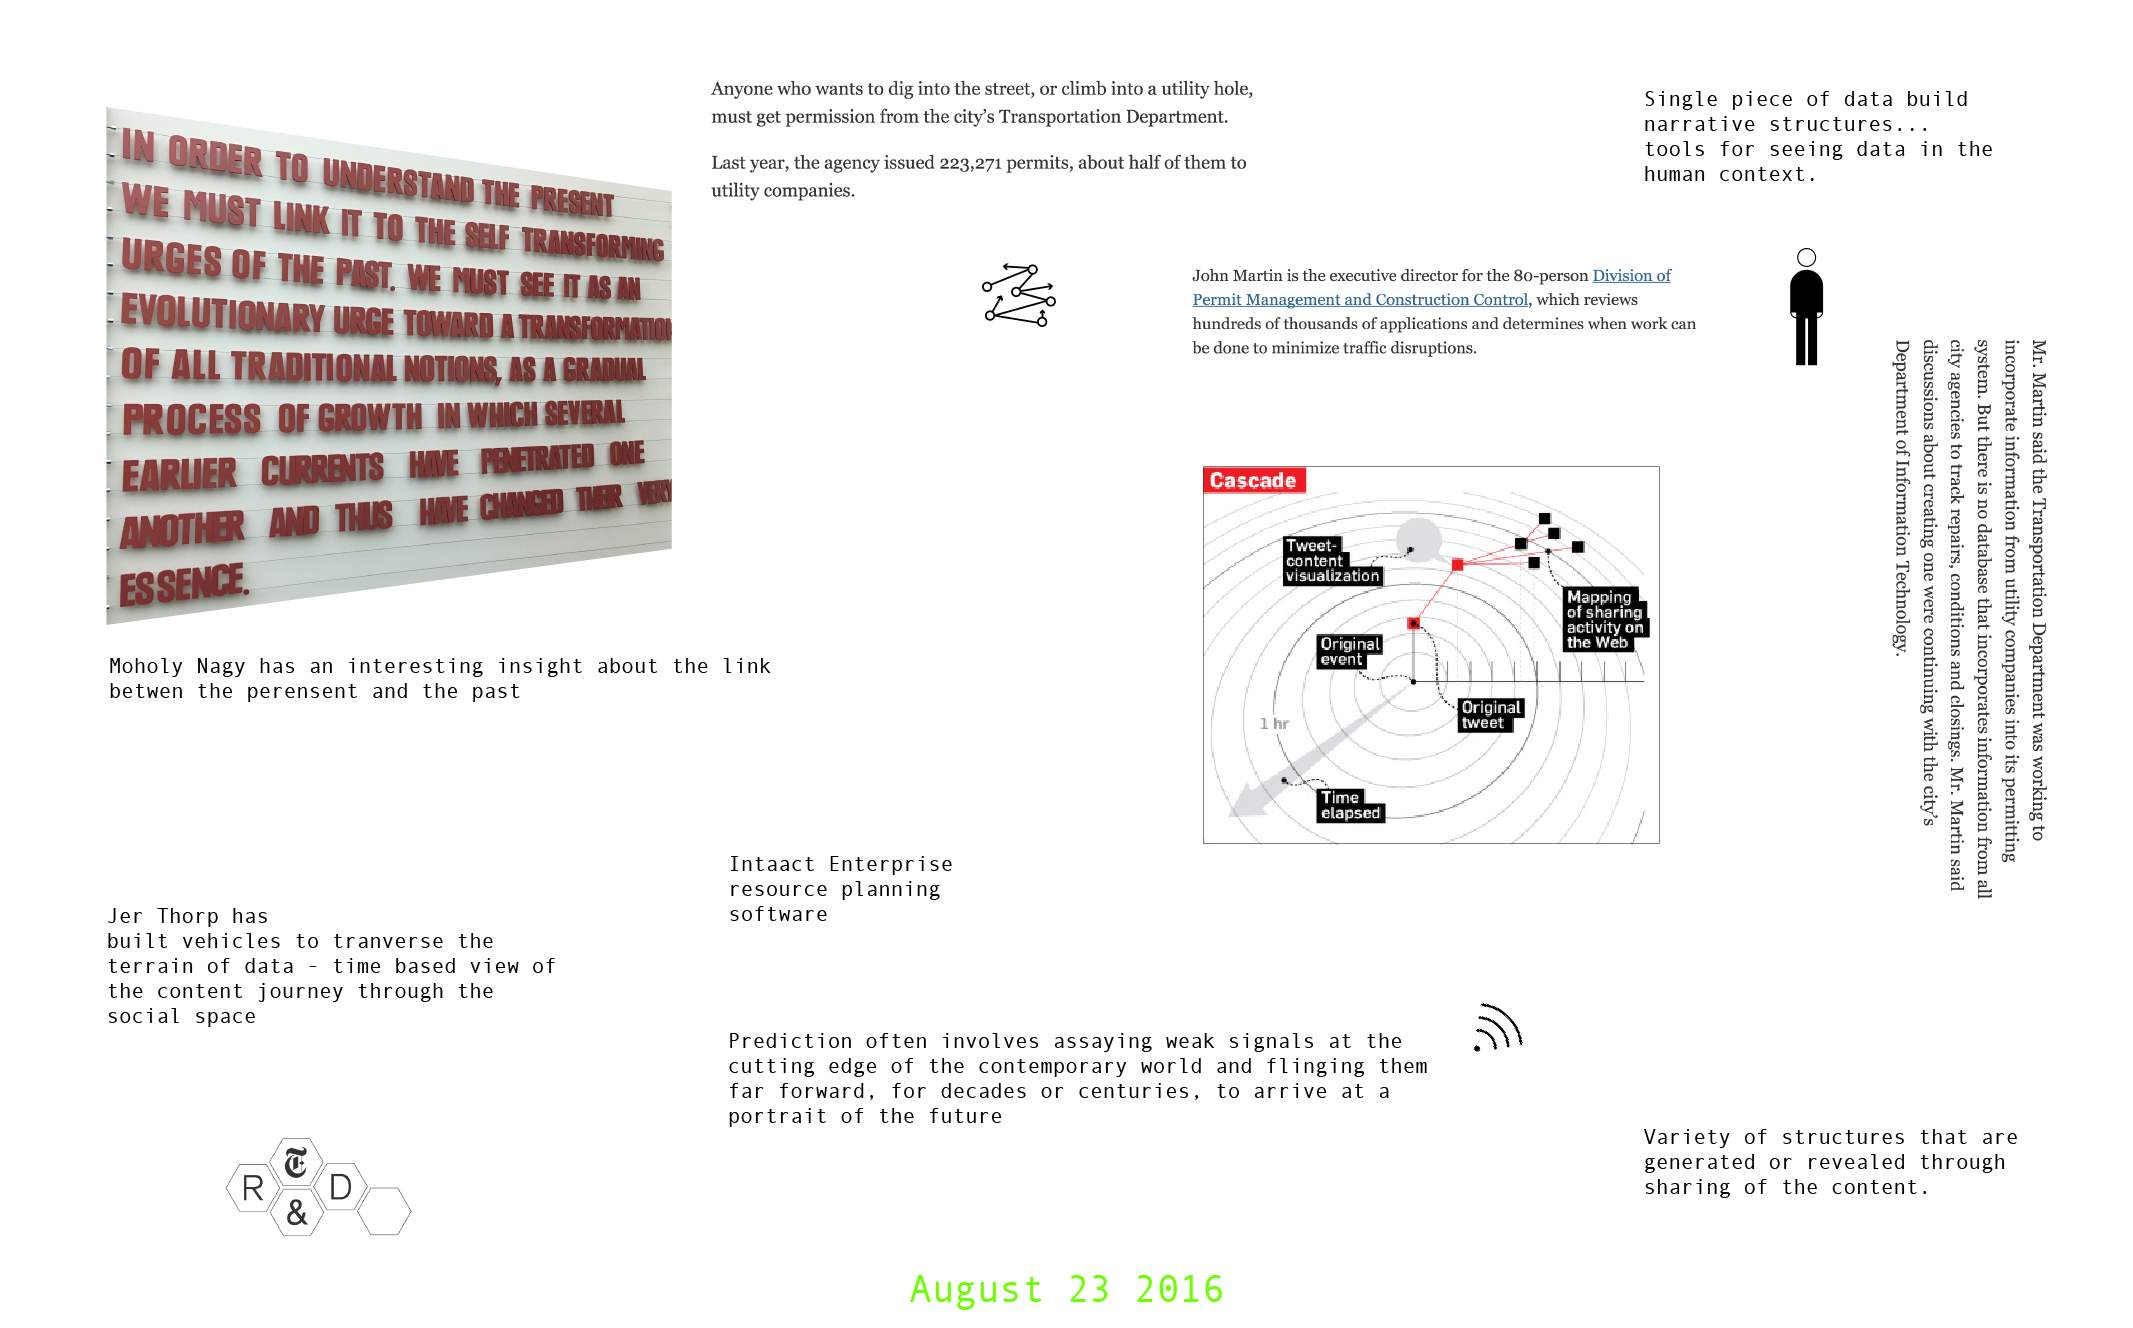 IN ORDER TO UNDERSTAND THE PRESENT
WE MUST LINK IT TO THE SELF TRANSFORMING
URGES OF THE PAST. WE MUST SEE IT AS AN
EVOLUTIONARY URGE TOWARD A TRANSFORMATION
OF ALL TRADITIONAL NOTIONS, AS A GRADUAL
PROCESS OF GROWTH IN WHICH SEVERAL
EARLIER CURRENTS HAVE PENETRATED ONE
ANOTHER AND THUS HAVE CHANGED THEIR VERY
ESSENCE.
Moholy Nagy has an interesting insight about the link
betwen the perensent and the past
Jer Thorp has
built vehicles to tranverse the
terrain of data - time based view of
the content journey through the
social space
R
T
&
D
Anyone who wants to dig into the street, or climb into a utility hole,
must get permission from the city's Transportation Department.
Last year, the agency issued 223,271 permits, about half of them to
utility companies.
John Martin is the executive director for the 80-person Division of
Permit Management and Construction Control, which reviews
hundreds of thousands of applications and determines when work can
be done to minimize traffic disruptions.
Single piece of data build
narrative structures...
tools for seeing data in the
human context.
Mr. Martin said the Transportation Department was working to
incorporate information from utility companies into its permitting
system. But there is no database that incorporates information from all
city agencies to track repairs, conditions and closings. Mr. Martin said
discussions about creating one were continuing with the city's
Department of Information Technology.
Cascade
Tweet-
content
visualization
Mapping
of sharing
activity on
the Web
Original
event
Original
tweet
1 hr
Time
elapsed
Intaact Enterprise
resource planning
software
Prediction often involves assaying weak signals at the
cutting edge of the contemporary world and flinging them
far forward, for decades or centuries, to arrive at a
portrait of the future
Variety of structures that are
generated or revealed through
sharing of the content.
August 23 2016